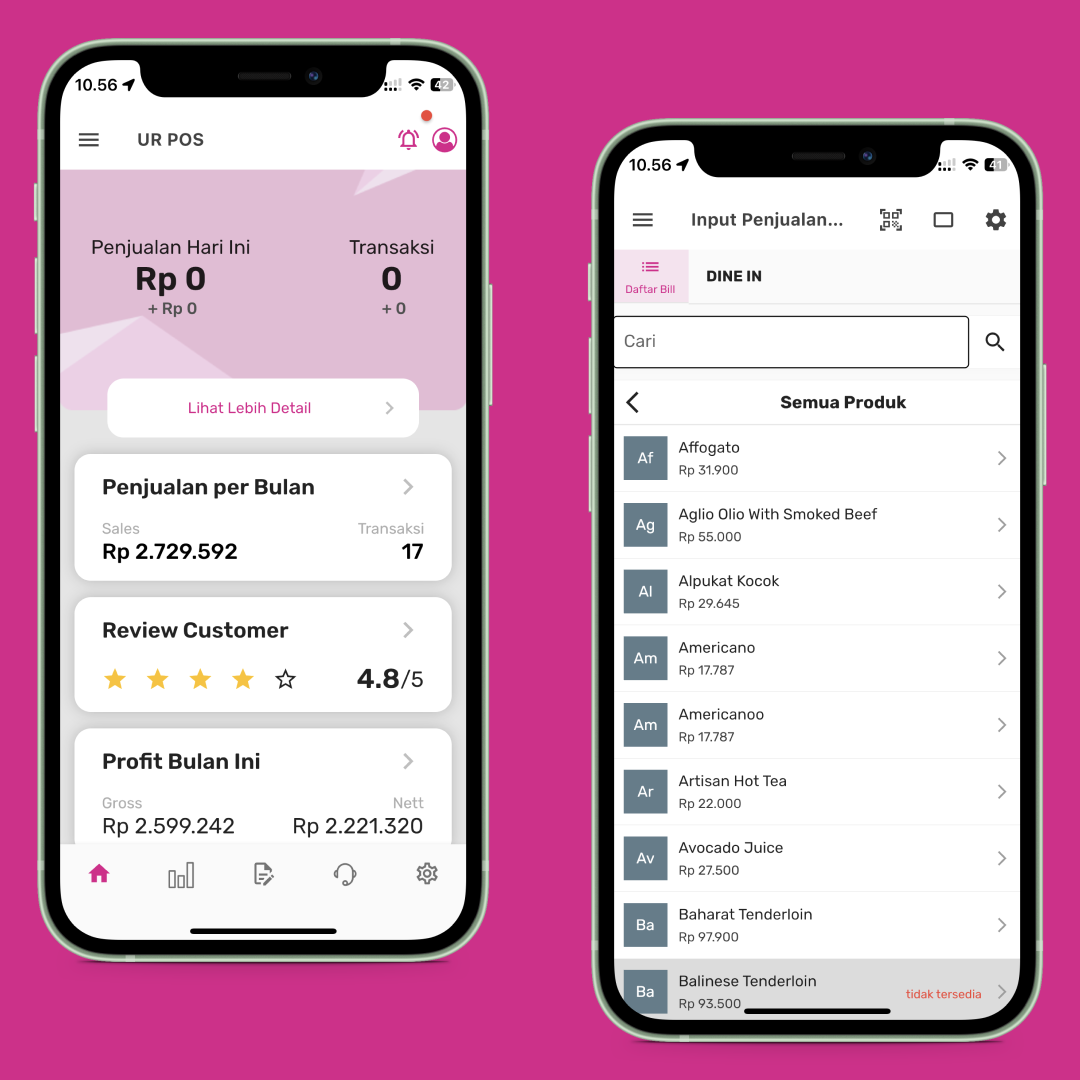 10.56
42
UR POS
Penjualan Hari Ini
Transaksi
Rp 0
0
+ Rp 0
+ 0
Lihat Lebih Detail
Penjualan per Bulan
Sales
Transaksi
Rp 2.729.592
17
Review Customer
4.8/5
Profit Bulan Ini
Gross
Nett
Rp 2.599.242
Rp 2.221.320
10.56
41
Input Penjualan...
Daftar Bill
DINE IN
Cari
Semua Produk
Af
Affogato
Rp 31.900
Ag
Aglio Olio With Smoked Beef
Rp 55.000
Al
Alpukat Kocok
Rp 29.645
Am
Americano
Rp 17.787
Am
Americanoo
Rp 17.787
Ar
Artisan Hot Tea
Rp 22.000
Av
Avocado Juice
Rp 27.500
Ba
Baharat Tenderloin
Rp 97.900
Ba
Balinese Tenderloin
Rp 93.500
tidak tersedia